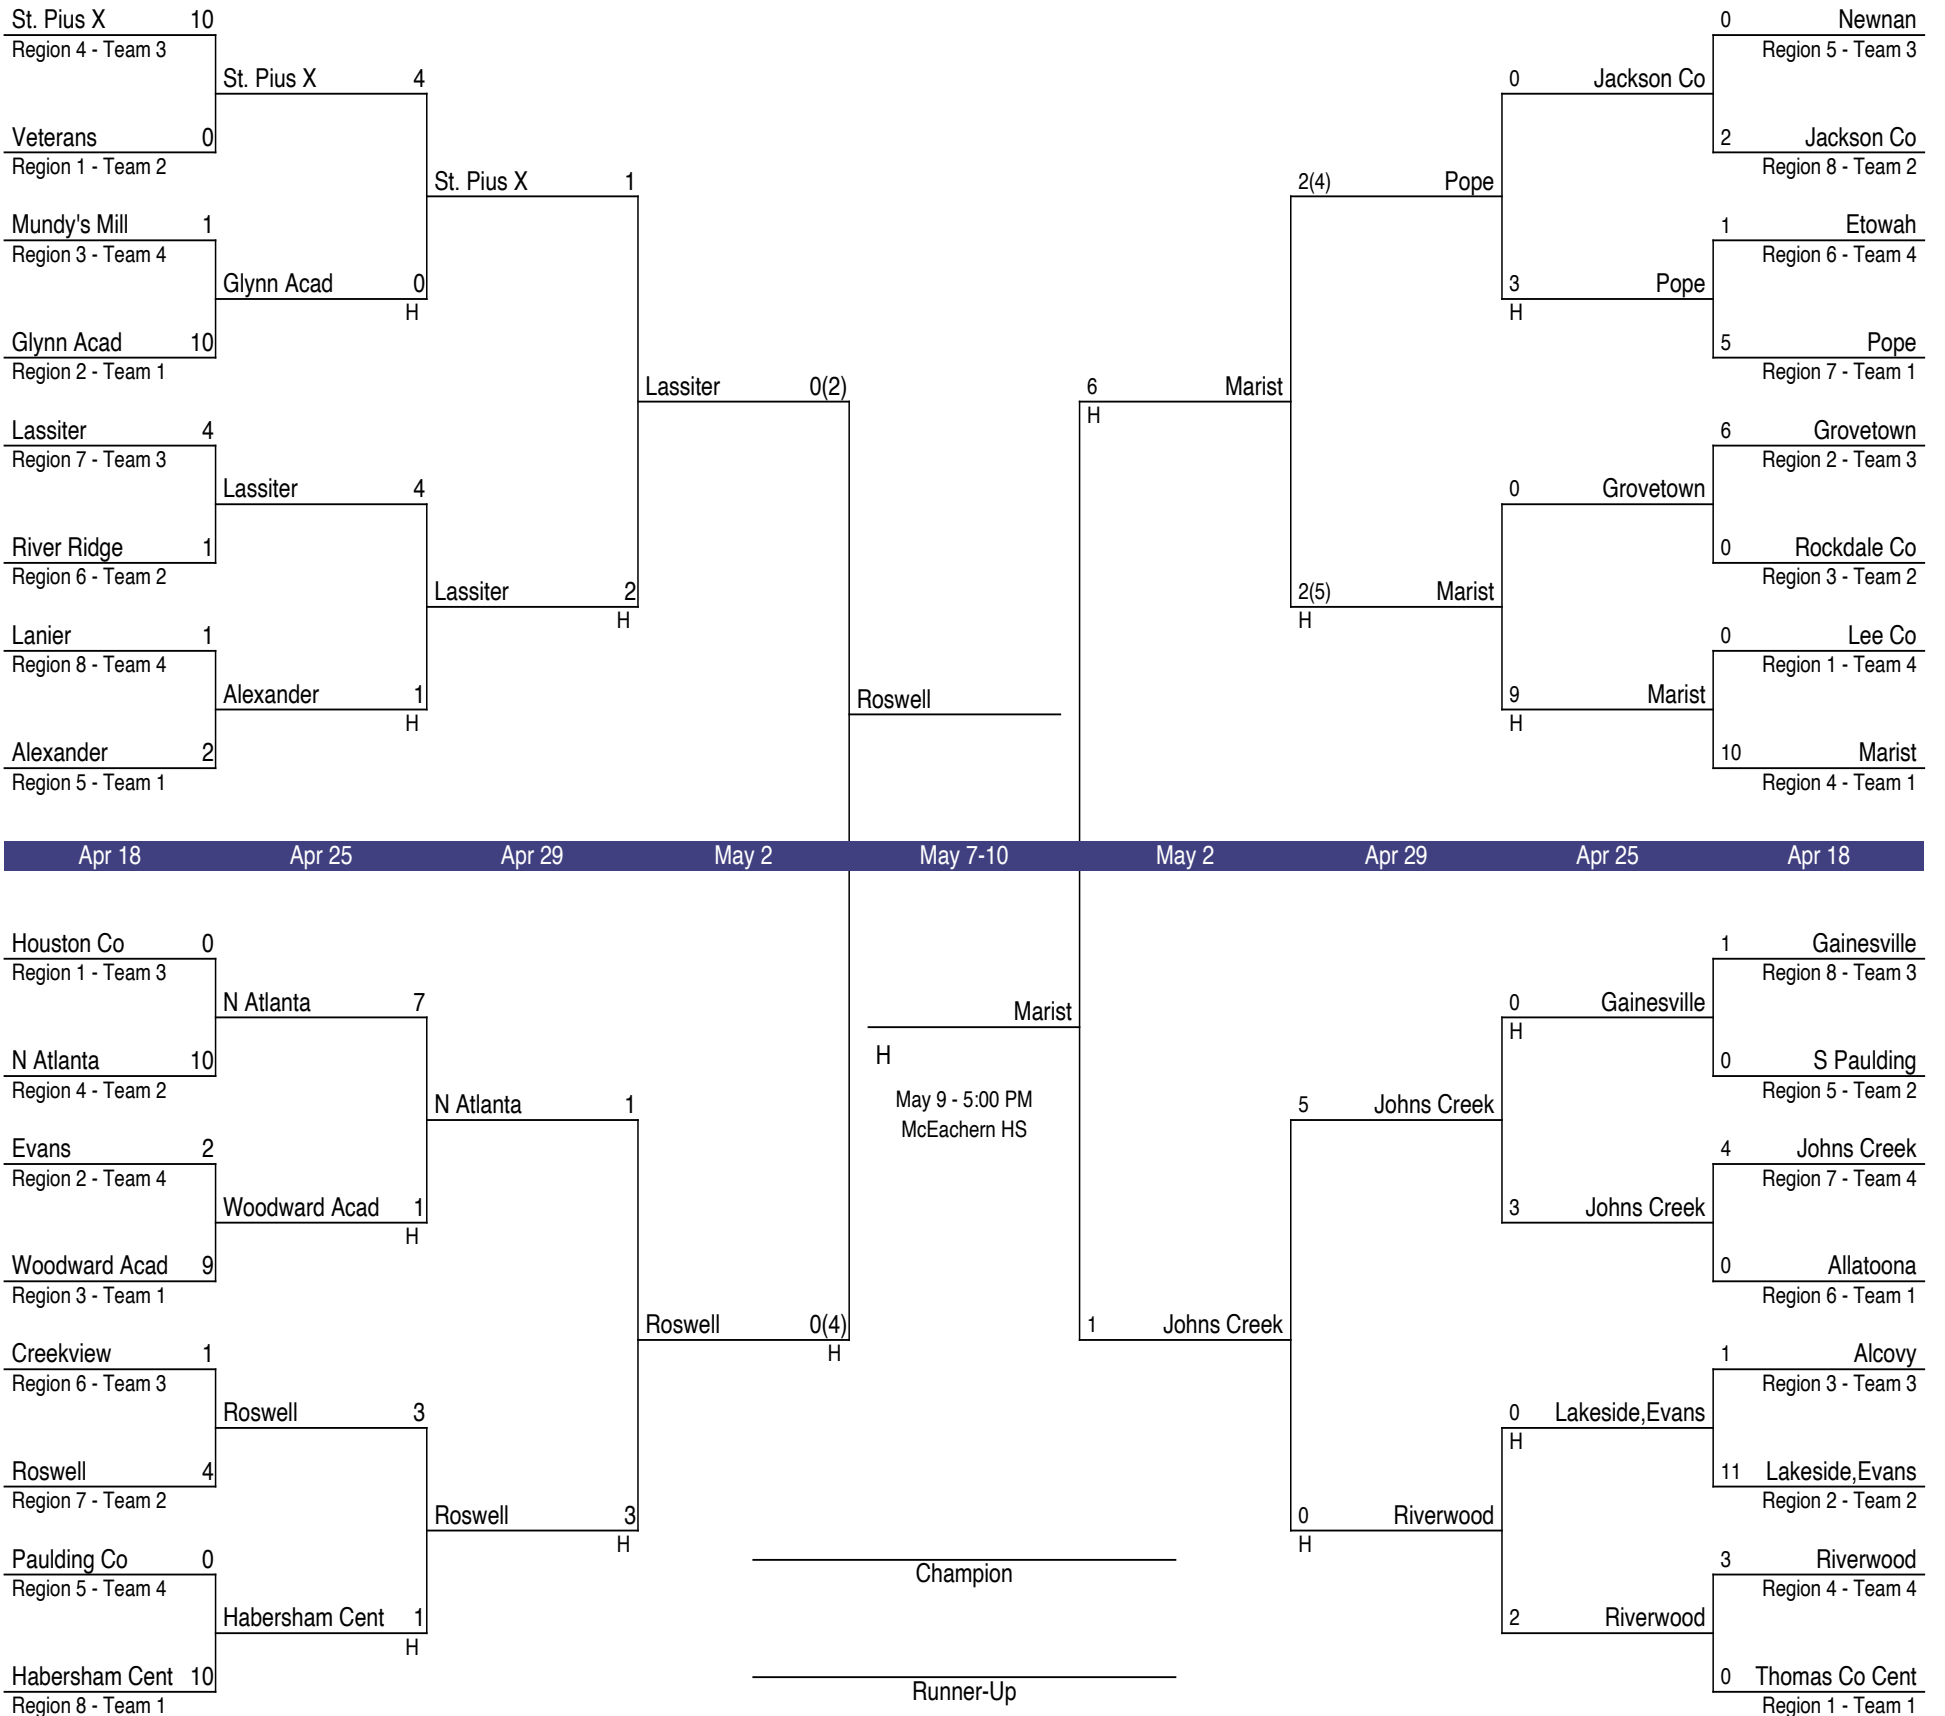 St. Pius X 10
Region 4 - Team 3
St. Pius X 4
Veterans 0
Region 1 - Team 2
St. Pius X 1
Mundy's Mill 1
Region 3 - Team 4
Glynn Acad 0
H
Glynn Acad 10
Region 2 - Team 1
Lassiter 0(2)
Lassiter 4
Region 7 - Team 3
Lassiter 4
River Ridge 1
Region 6 - Team 2
Lassiter 2
H
Lanier 1
Region 8 - Team 4
Alexander 1
H
Alexander 2
Region 5 - Team 1
Roswell
0 Newnan
Region 5 - Team 3
0 Jackson Co
2 Jackson Co
Region 8 - Team 2
2(4) Pope
1 Etowah
Region 6 - Team 4
3 Pope
H
5 Pope
Region 7 - Team 1
6 Marist
H
6 Grovetown
Region 2 - Team 3
0 Grovetown
0 Rockdale Co
Region 3 - Team 2
2(5) Marist
H
0 Lee Co
Region 1 - Team 4
9 Marist
H
10 Marist
Region 4 - Team 1
Apr 18 Apr 25 Apr 29 May 2 May 7-10 May 2 Apr 29 Apr 25 Apr 18
Houston Co 0
Region 1 - Team 3
N Atlanta 7
N Atlanta 10
Region 4 - Team 2
N Atlanta 1
Evans 2
Region 2 - Team 4
Woodward Acad 1
H
Woodward Acad 9
Region 3 - Team 1
Roswell 0(4)
H
Creekview 1
Region 6 - Team 3
Roswell 3
Roswell 4
Region 7 - Team 2
Roswell 3
H
Paulding Co 0
Region 5 - Team 4
Habersham Cent 1
H
Habersham Cent 10
Region 8 - Team 1
Marist
H
May 9 - 5:00 PM
McEachern HS
1 Gainesville
Region 8 - Team 3
0 Gainesville
H
0 S Paulding
Region 5 - Team 2
5 Johns Creek
4 Johns Creek
Region 7 - Team 4
3 Johns Creek
0 Allatoona
Region 6 - Team 1
1 Johns Creek
1 Alcovy
Region 3 - Team 3
0 Lakeside,Evans
H
11 Lakeside,Evans
Region 2 - Team 2
0 Riverwood
H
3 Riverwood
Region 4 - Team 4
2 Riverwood
0 Thomas Co Cent
Region 1 - Team 1
Champion
Runner-Up